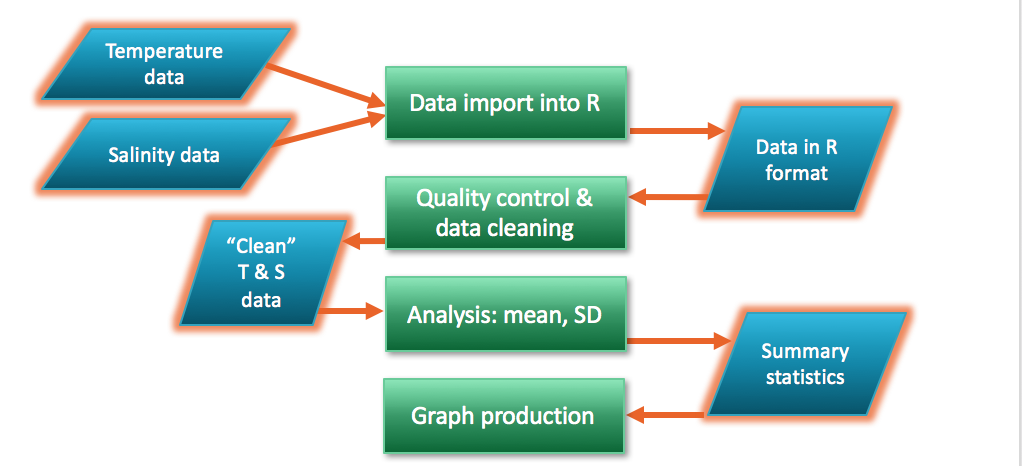 Temperature
data
Data import into R
Salinity data
Data in R
format
Quality control &
data cleaning
“Clean”
T & S
data
Analysis: mean, SD
Summary
statistics
Graph production